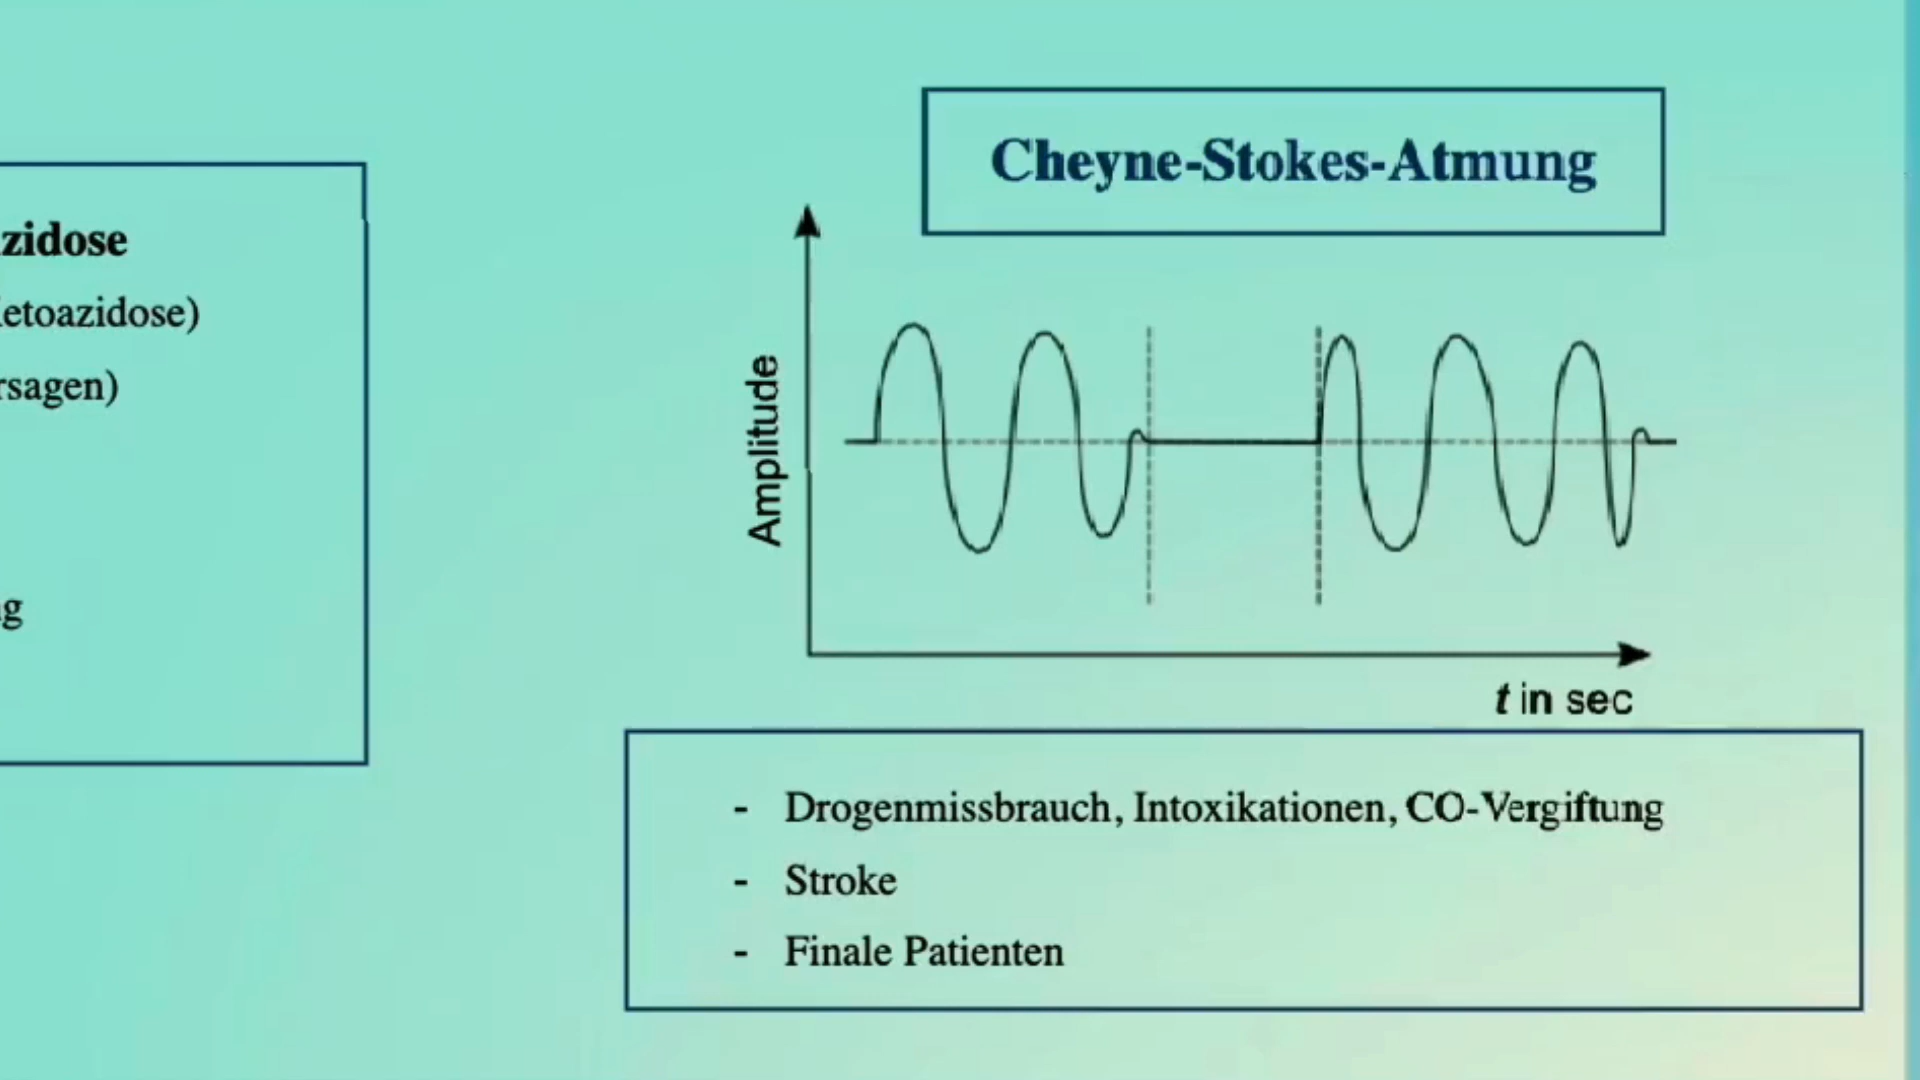 zidose
etoazidose)
rsagen)
g
Cheyne-Stokes-Atmung
Amplitude
t in sec
- Drogenmissbrauch, Intoxikationen, CO-Vergiftung
- Stroke
- Finale Patienten